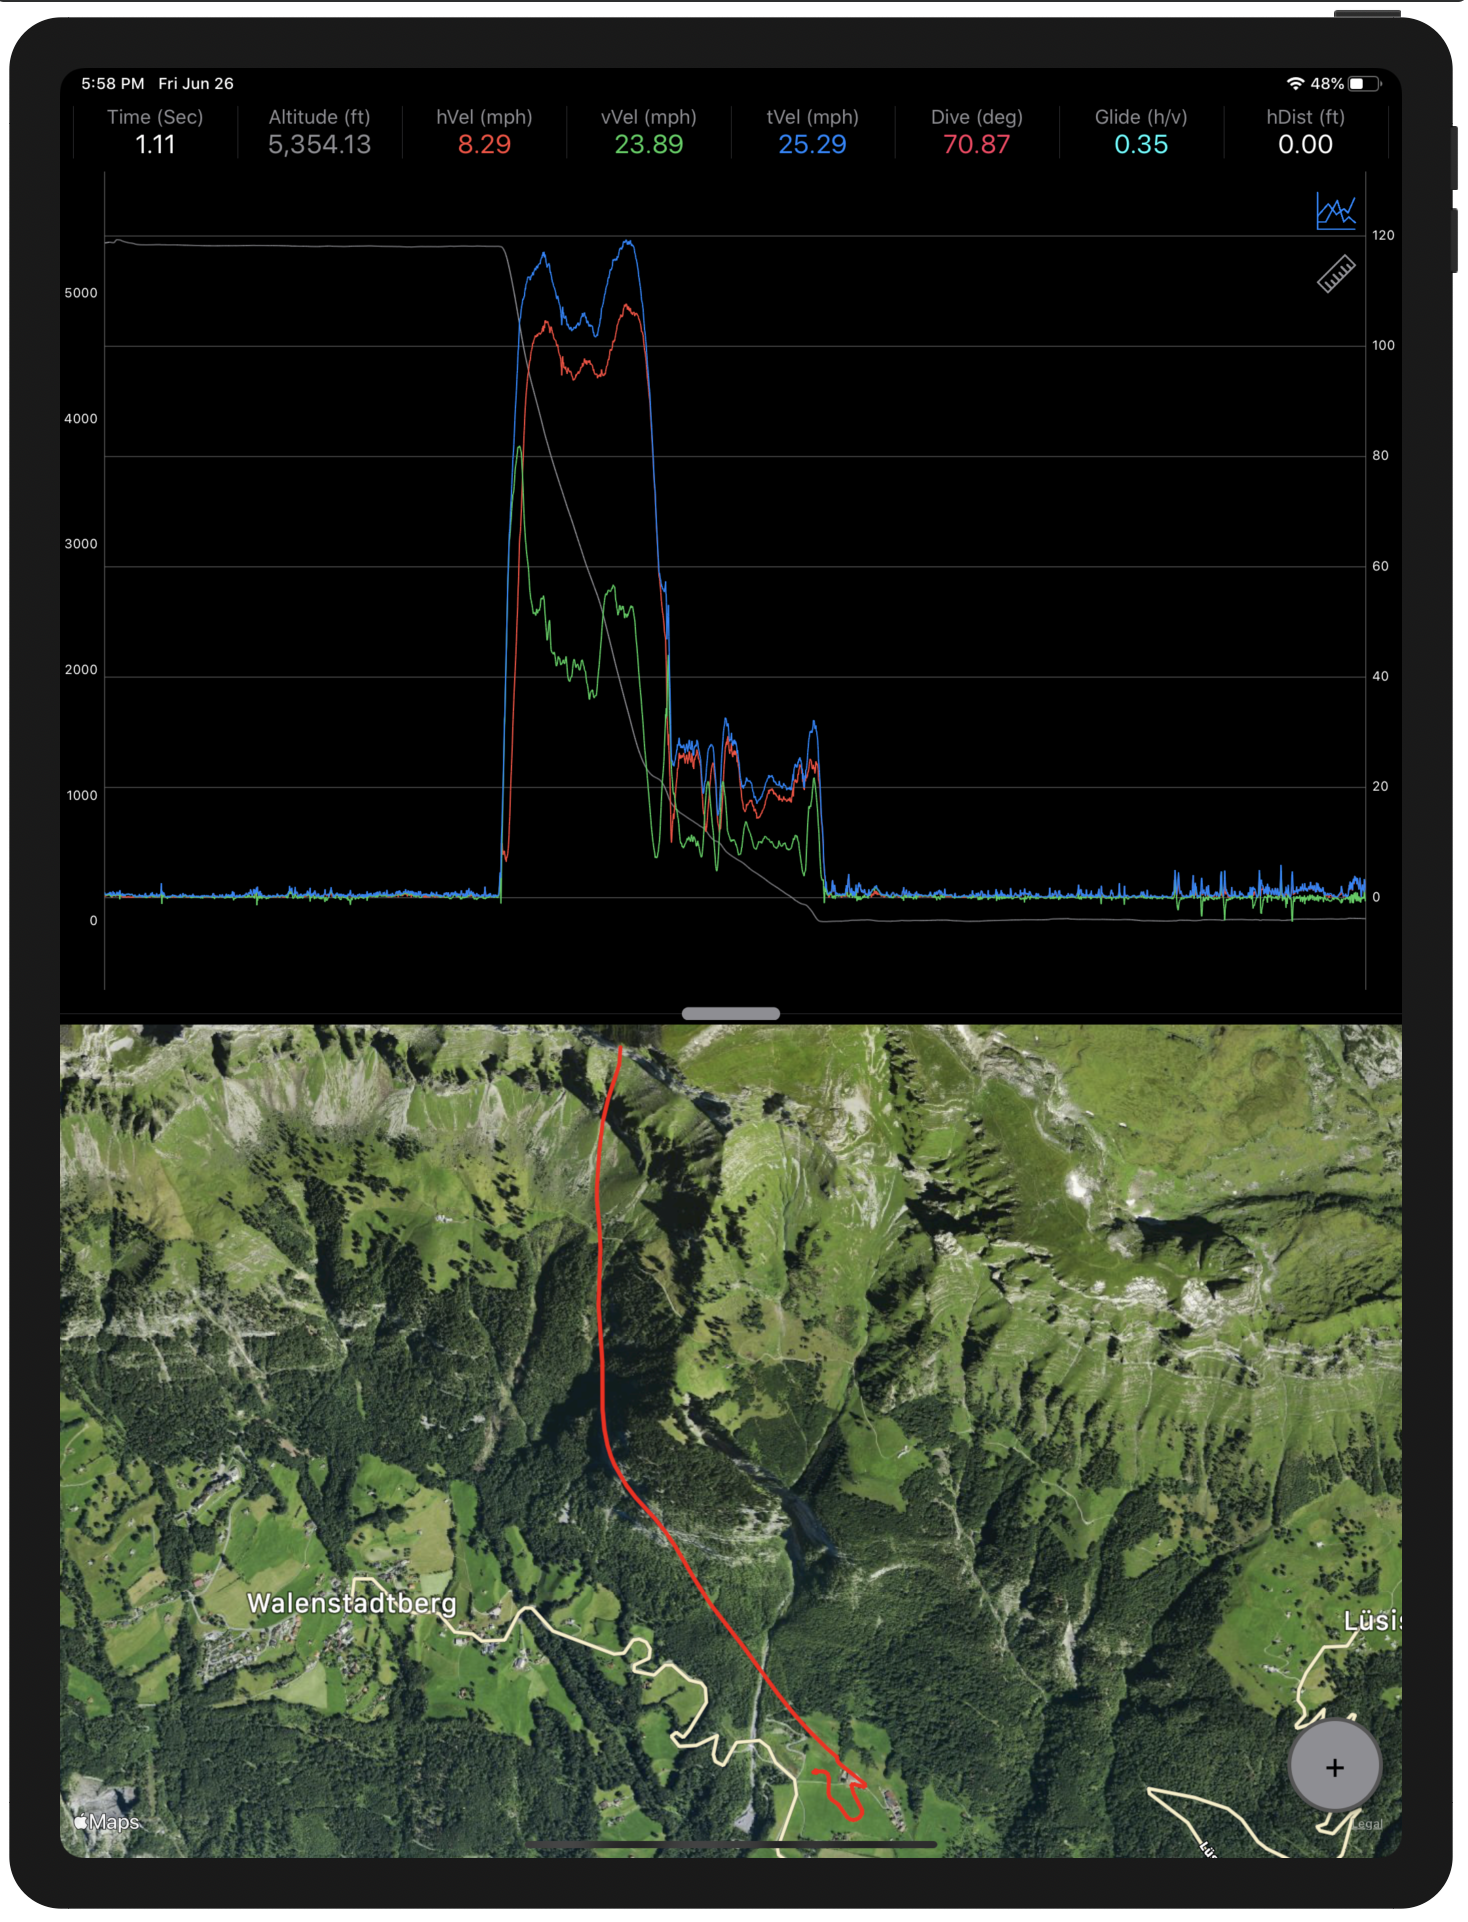 5:58 PM Fri Jun 26
48%
Time (Sec) Altitude (ft) hVel (mph) vVel (mph) tVel (mph) Dive (deg) Glide (h/v) hDist (ft)
1.11 5,354.13 8.29 23.89 25.29 70.87 0.35 0.00
120
5000
100
4000
80
3000
60
2000
40
1000
20
0
0
Walenstadtberg
Lüsis
+
Maps
Legal
Lüs